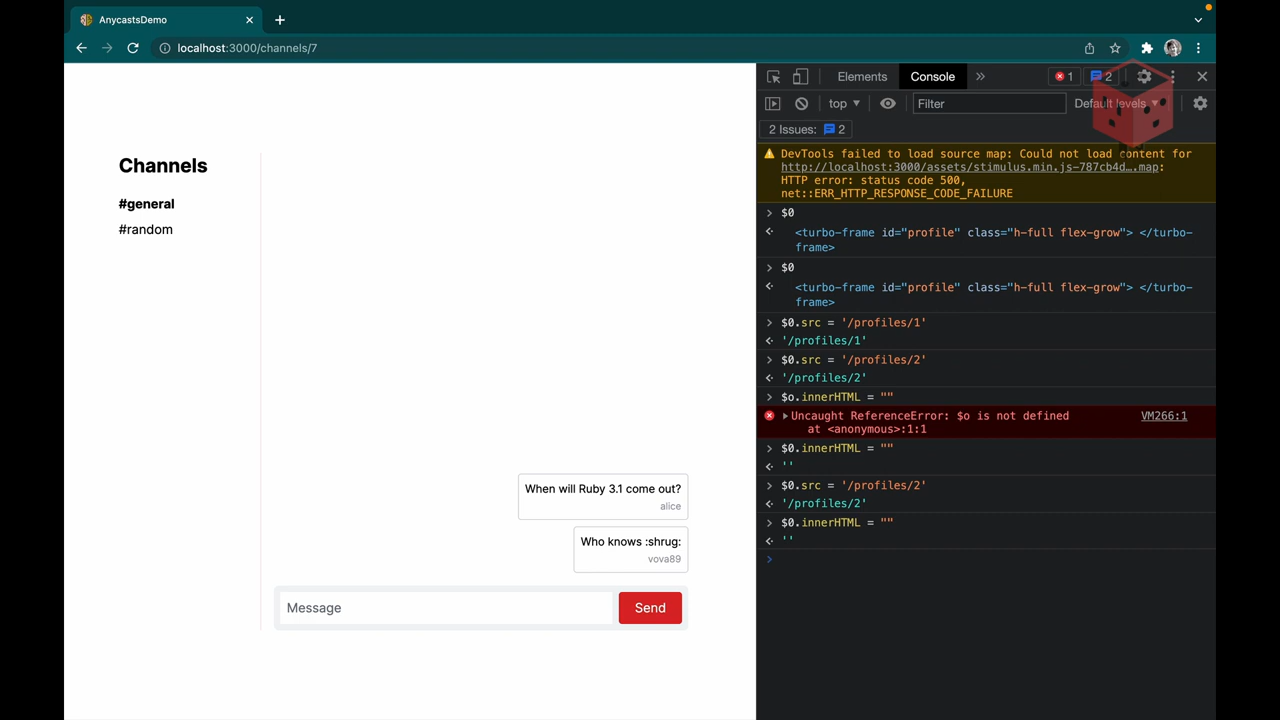 AnycastsDemo
localhost:3000/channels/7
Channels
#general
#random
When will Ruby 3.1 come out?
alice
Who knows :shrug:
vova89
Message
Send
Elements
Console
1
2
top
Filter
Default levels
2 Issues:
2
DevTools failed to load source map: Could not load content for
http://localhost:3000/assets/stimulus.min.js-787cb4d….map:
HTTP error: status code 500,
net::ERR_HTTP_RESPONSE_CODE_FAILURE
$0
<turbo-frame id="profile" class="h-full flex-grow"> </turbo-
frame>
$0
<turbo-frame id="profile" class="h-full flex-grow"> </turbo-
frame>
$0.src = '/profiles/1'
'/profiles/1'
$0.src = '/profiles/2'
'/profiles/2'
$o.innerHTML = ""
Uncaught ReferenceError: $o is not defined
VM266:1
at <anonymous>:1:1
$0.innerHTML = ""
''
$0.src = '/profiles/2'
'/profiles/2'
$0.innerHTML = ""
''